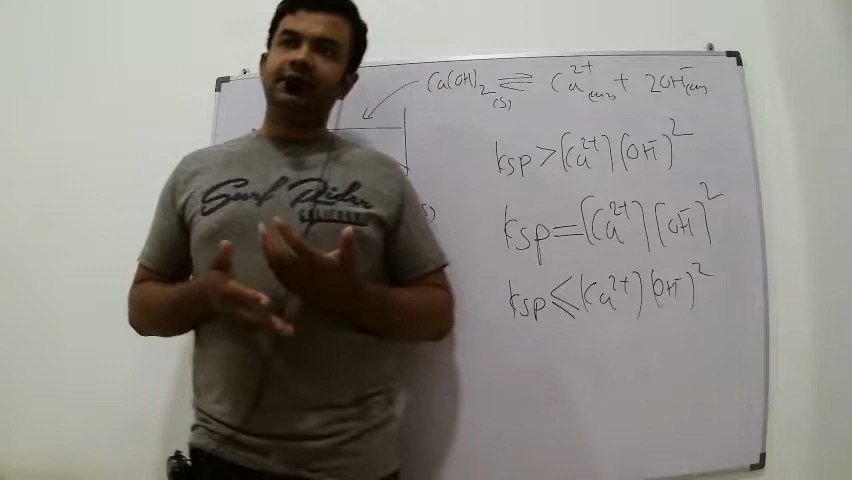 Ca(OH)₂(s) ⇌ Ca²⁺(aq) + 2OH⁻(aq)
Ksp > (Ca²⁺) (OH⁻)²
Ksp = (Ca²⁺) (OH⁻)²
Ksp ≤ (Ca²⁺) (OH⁻)²
(s)
Surf Rider
CALIFORNIA